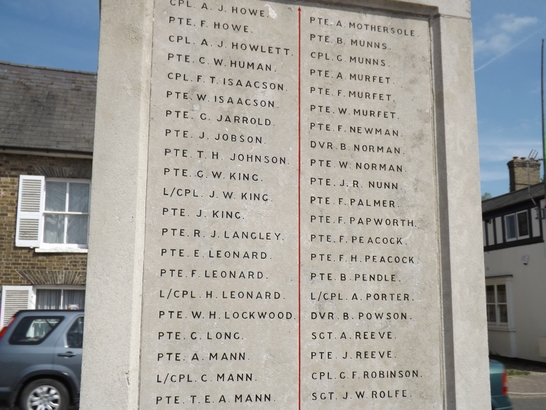 CPL A. J. HOWE.
PTE. F. HOWE.
CPL. A. J. HOWLETT.
PTE. C. W. HUMAN.
CPL. F. T. ISAACSON.
PTE. W. ISAACSON.
PTE. G. JARROLD.
PTE. J. JOBSON.
PTE. T. H. JOHNSON.
PTE. G. W. KING.
L/CPL. J. W. KING.
PTE. J. KING.
PTE. R. J. LANGLEY.
PTE. E. LEONARD.
PTE. F. LEONARD.
L/CPL. H. LEONARD.
PTE. W. H. LOCKWOOD.
PTE. G. LONG.
PTE. A. MANN.
L/CPL. C. MANN.
PTE. T. E. A. MANN.
PTE. A. MOTHERSOLE.
PTE. B. MUNNS.
CPL. G. MUNNS.
PTE. A. MURFET.
PTE. F. MURFET.
PTE. W. MURFET.
PTE. F. NEWMAN.
DVR. B. NORMAN.
PTE. W. NORMAN.
PTE. J. R. NUNN.
PTE. F. PALMER.
PTE. F. PAPWORTH.
PTE. F. PEACOCK.
PTE. F. H. PEACOCK.
PTE. B. PENDLE.
L/CPL. A. PORTER.
DVR. B. POWSON.
SGT. A. REEVE.
PTE. J. REEVE.
CPL. G. F. ROBINSON.
SGT. J. W. ROLFE.